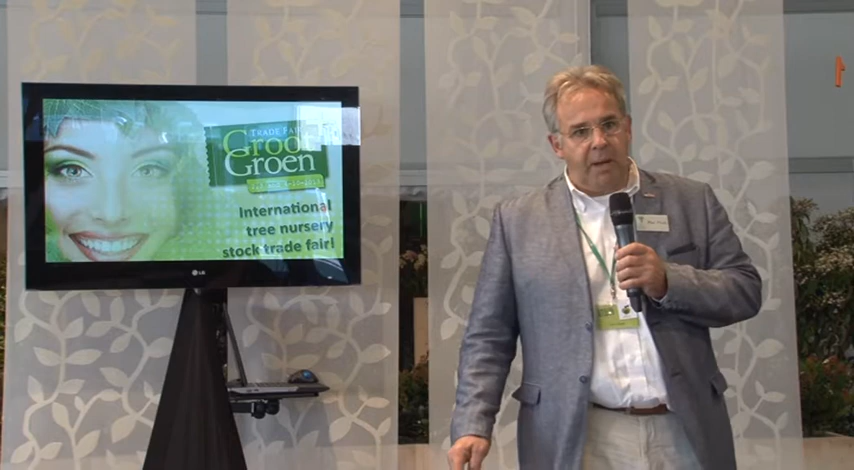 TRADE FAIR
Groot
Groen
International
tree nursery
stock trade fair!
LG